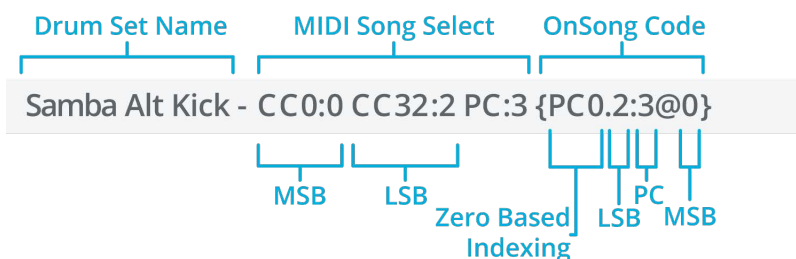 Drum Set Name MIDI Song Select OnSong Code
Samba Alt Kick - CC0:0 CC32:2 PC:3 {PC0.2:3@0}
MSB LSB PC
Zero Based LSB MSB
Indexing